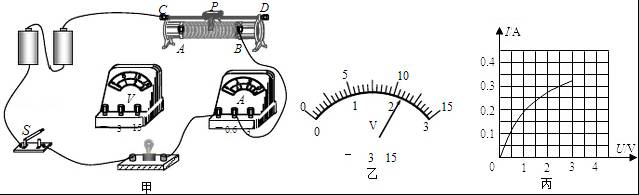 C P D
A B
V
3 15
A
-0.6 3
S
甲
0 5 10 15
0 1 2 3
V
- 3 15
乙
I/A
0.4
0.3
0.2
0.1
0 1 2 3 4 U/V
丙